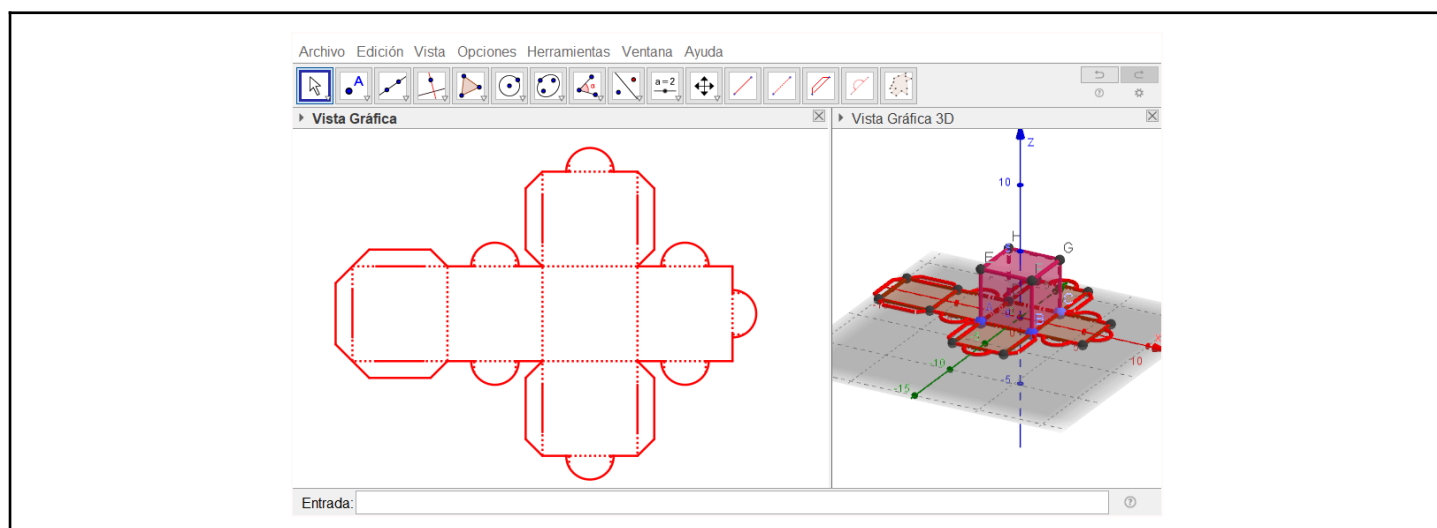 Archivo Edición Vista Opciones Herramientas Ventana Ayuda
A α a=2
Vista Gráfica
Vista Gráfica 3D
z
10
H
E
G
C
B
-5
-10
-15
10
-5
Entrada: